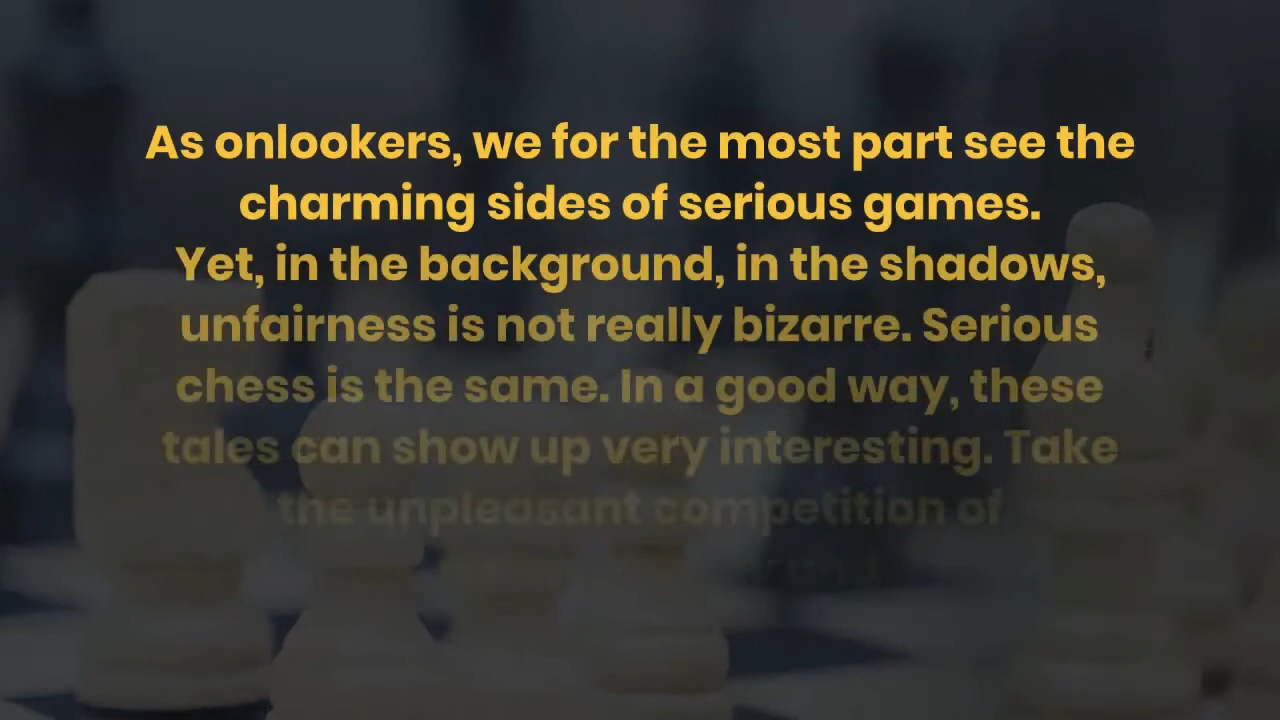 As onlookers, we for the most part see the
charming sides of serious games.
Yet, in the background, in the shadows,
unfairness is not really bizarre. Serious
chess is the same. In a good way, these
tales can show up very interesting. Take
the unpleasant competition of